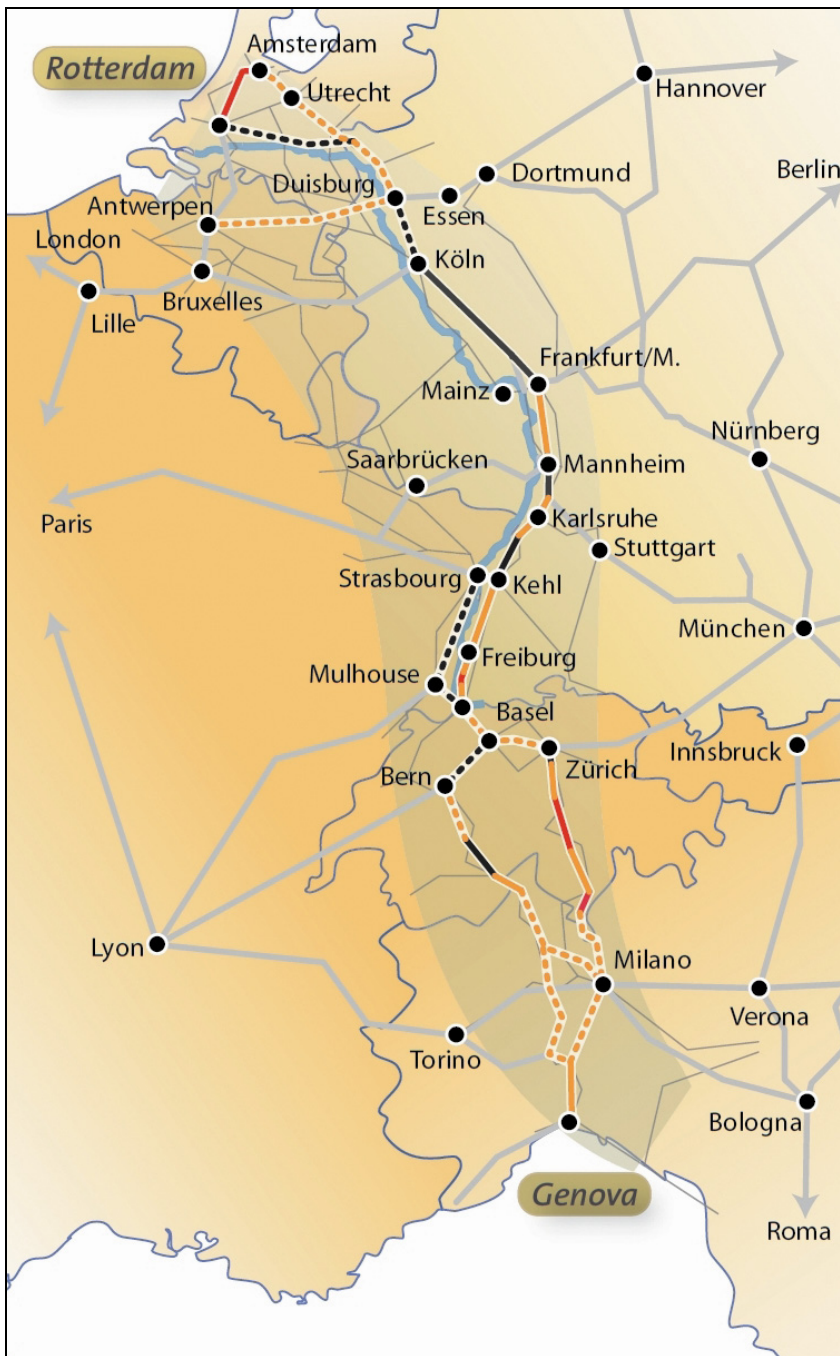 Amsterdam
Rotterdam
Utrecht
Hannover
Dortmund
Berlin
Duisburg
Essen
Antwerpen
London
Köln
Bruxelles
Lille
Frankfurt/M.
Mainz
Nürnberg
Saarbrücken
Mannheim
Paris
Karlsruhe
Stuttgart
Strasbourg
Kehl
München
Freiburg
Mulhouse
Basel
Innsbruck
Zürich
Bern
Lyon
Milano
Verona
Torino
Bologna
Genova
Roma